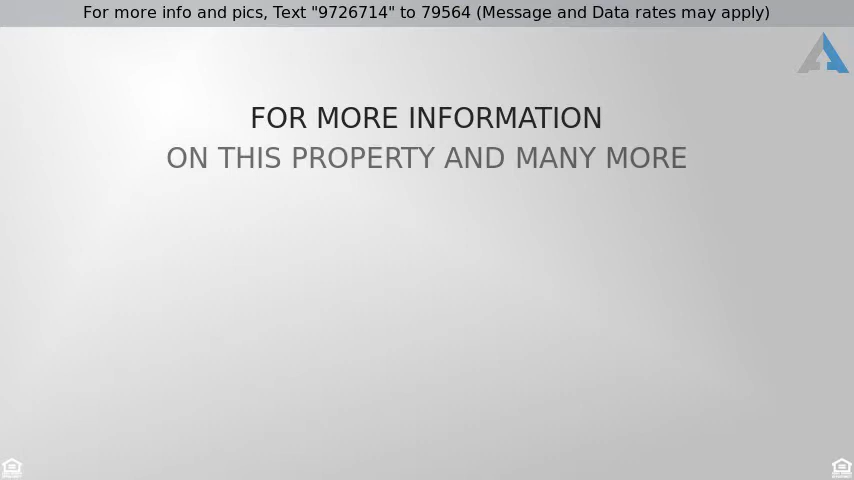 For more info and pics, Text "9726714" to 79564 (Message and Data rates may apply)
FOR MORE INFORMATION
ON THIS PROPERTY AND MANY MORE